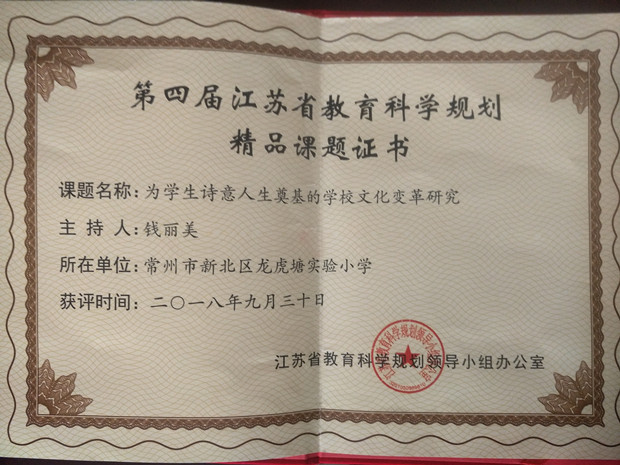 第四届江苏省教育科学规划
精品课题证书
课题名称：为学生诗意人生奠基的学校文化变革研究
主持人：钱丽美
所在单位：常州市新北区龙虎塘实验小学
获评时间：二〇一八年九月三十日
江苏省教育科学规划领导小组办公室